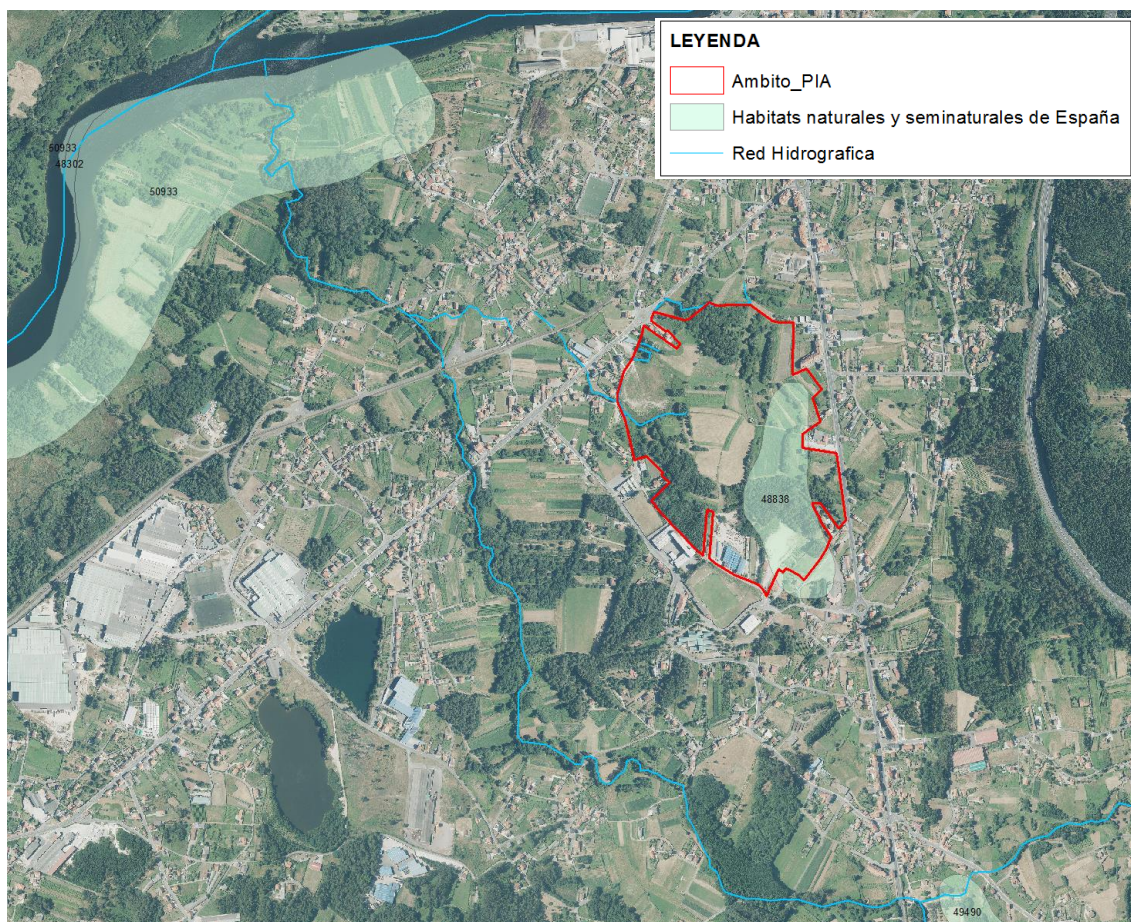 LEYENDA
Ambito_PIA
Habitats naturales y seminaturales de España
Red Hidrografica
50933
48302
50933
48838
49490